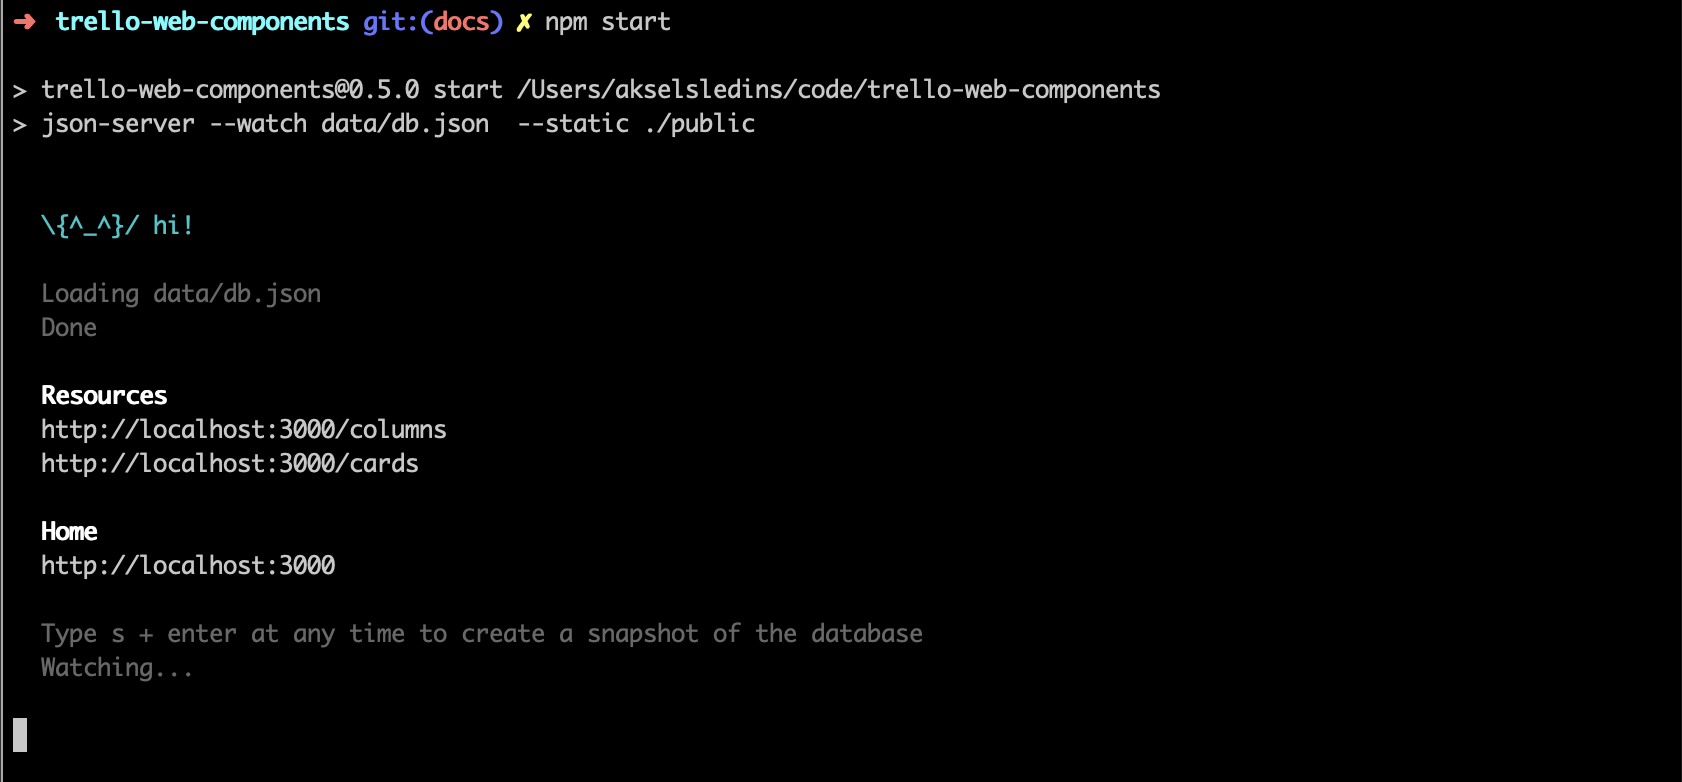 ➜ trello-web-components git:(docs) ✗ npm start
> trello-web-components@0.5.0 start /Users/akselsledins/code/trello-web-components
> json-server --watch data/db.json  --static ./public
\{^_^}/ hi!
Loading data/db.json
Done
Resources
http://localhost:3000/columns
http://localhost:3000/cards
Home
http://localhost:3000
Type s + enter at any time to create a snapshot of the database
Watching...